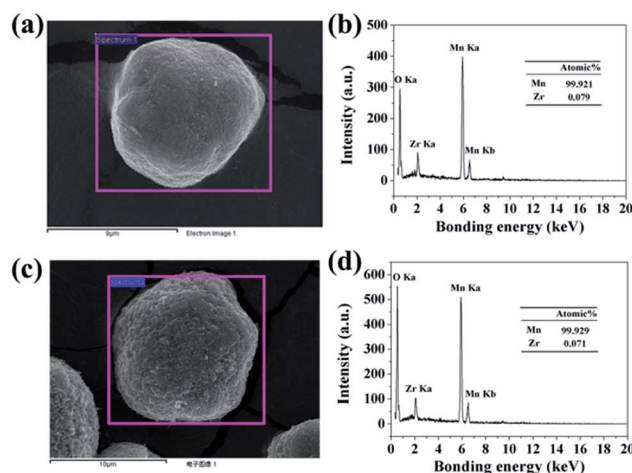 (a)
Spectrum 1
9μm
Electron Image 1
(b)
500
400
300
200
100
0
Intensity (a.u.)
O Ka
Zr Ka
Mn Ka
Mn Kb
Atomic%
Mn 99.921
Zr 0.079
0 2 4 6 8 10 12 14 16 18 20
Bonding energy (keV)
(c)
Spectrum
10μm
电子图像 1
(d)
600
500
400
300
200
100
0
Intensity (a.u.)
O Ka
Zr Ka
Mn Ka
Mn Kb
Atomic%
Mn 99.929
Zr 0.071
0 2 4 6 8 10 12 14 16 18 20
Bonding energy (keV)